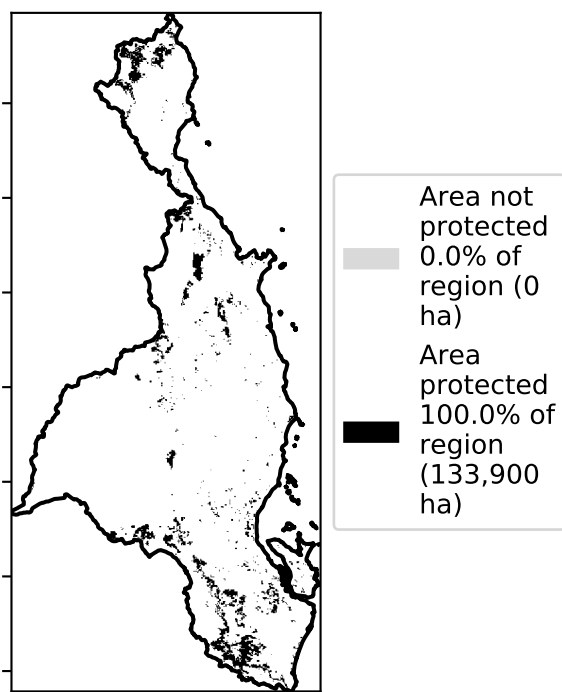 Area not
protected
0.0% of
region (0
ha)
Area
protected
100.0% of
region
(133,900
ha)